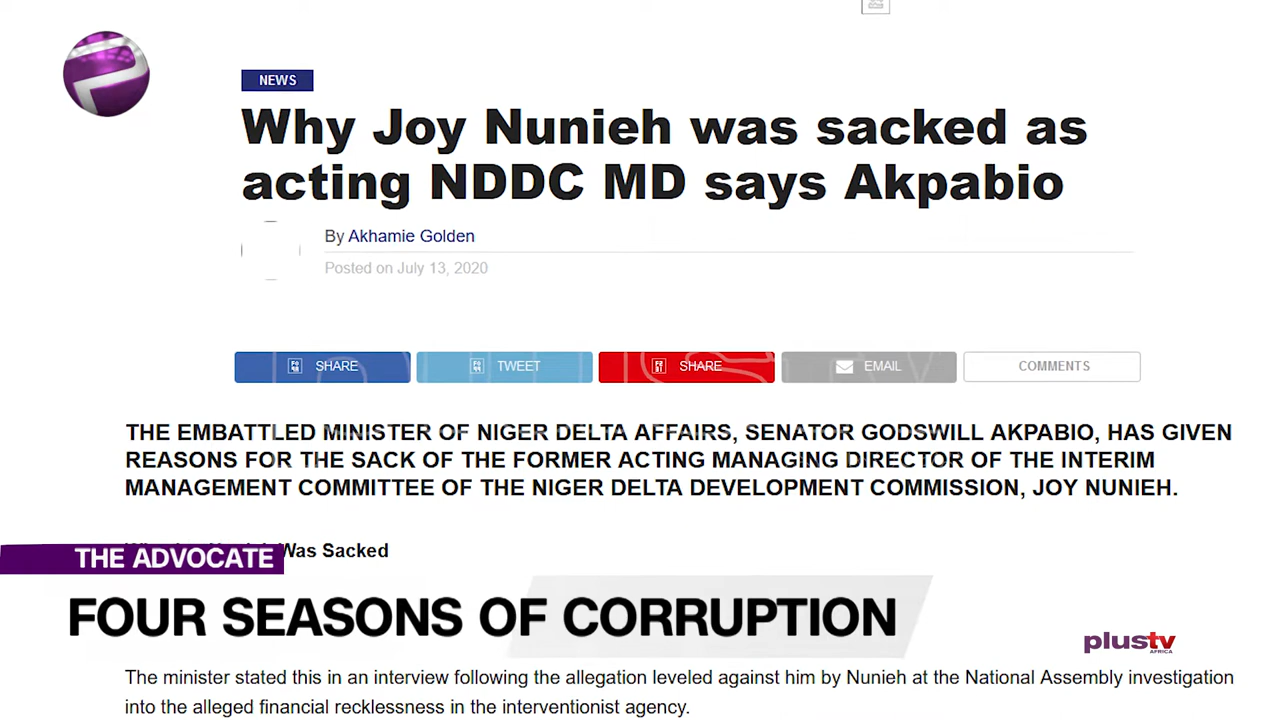 NEWS
Why Joy Nunieh was sacked as
acting NDDC MD says Akpabio
By Akhamie Golden
Posted on July 13, 2020
SHARE
TWEET
SHARE
EMAIL
COMMENTS
THE EMBATTLED MINISTER OF NIGER DELTA AFFAIRS, SENATOR GODSWILL AKPABIO, HAS GIVEN
REASONS FOR THE SACK OF THE FORMER ACTING MANAGING DIRECTOR OF THE INTERIM
MANAGEMENT COMMITTEE OF THE NIGER DELTA DEVELOPMENT COMMISSION, JOY NUNIEH.
Was Sacked
THE ADVOCATE
FOUR SEASONS OF CORRUPTION
plustv
AFRICA
The minister stated this in an interview following the allegation leveled against him by Nunieh at the National Assembly investigation
into the alleged financial recklessness in the interventionist agency.